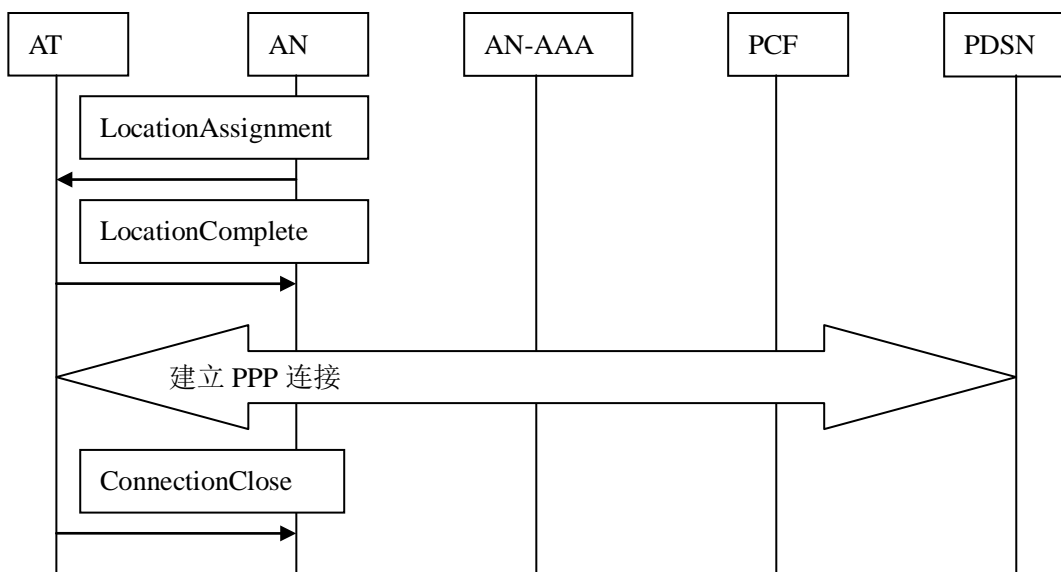 AT
AN
AN-AAA
PCF
PDSN
LocationAssignment
LocationComplete
建立 PPP 连接
ConnectionClose